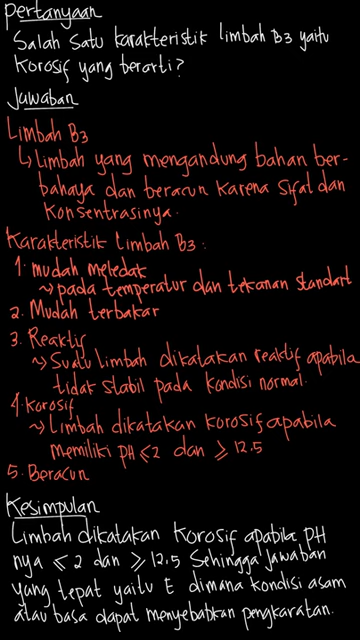 Pertanyaan
Salah satu karakteristik limbah B3 yaitu
Korosif yang berarti?
Jawaban
Limbah B3
↳ Limbah yang mengandung bahan ber-
bahaya dan beracun karena sifat dan
konsentrasinya.
Karakteristik limbah B3 :
1. mudah meledak
↝ pada temperatur dan tekanan standart
2. Mudah terbakar
3. Reaktif
↝ Suatu limbah dikatakan reaktif apabila
tidak stabil pada kondisi normal.
4. Korosif
↝ Limbah dikatakan korosif apabila
memiliki PH ≤ 2 dan ≥ 12.5
5. Beracun
Kesimpulan
Limbah dikatakan korosif apabila PH
nya ≤ 2 dan ≥ 12.5 Sehingga jawaban
yang tepat yaitu E dimana kondisi asam
atau basa dapat menyebabkan pengkaratan.